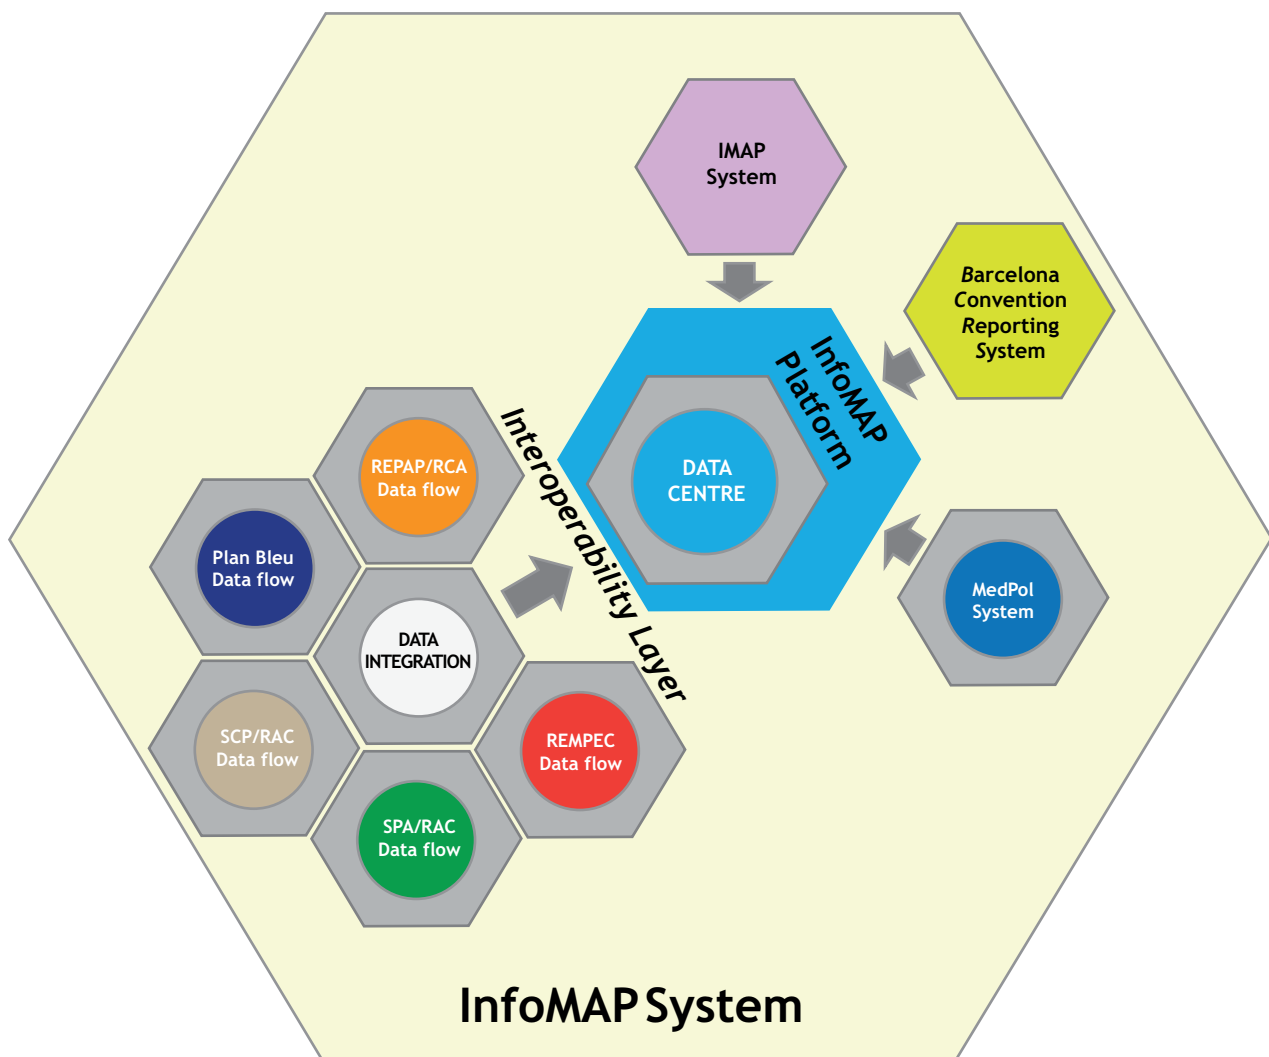 IMAP
System
Barcelona
Convention
Reporting
System
InfoMAP
Platform
DATA
CENTRE
Interoperability Layer
REPAP/RCA
Data flow
Plan Bleu
Data flow
DATA
INTEGRATION
MedPol
System
SCP/RAC
Data flow
REMPEC
Data flow
SPA/RAC
Data flow
InfoMAP System